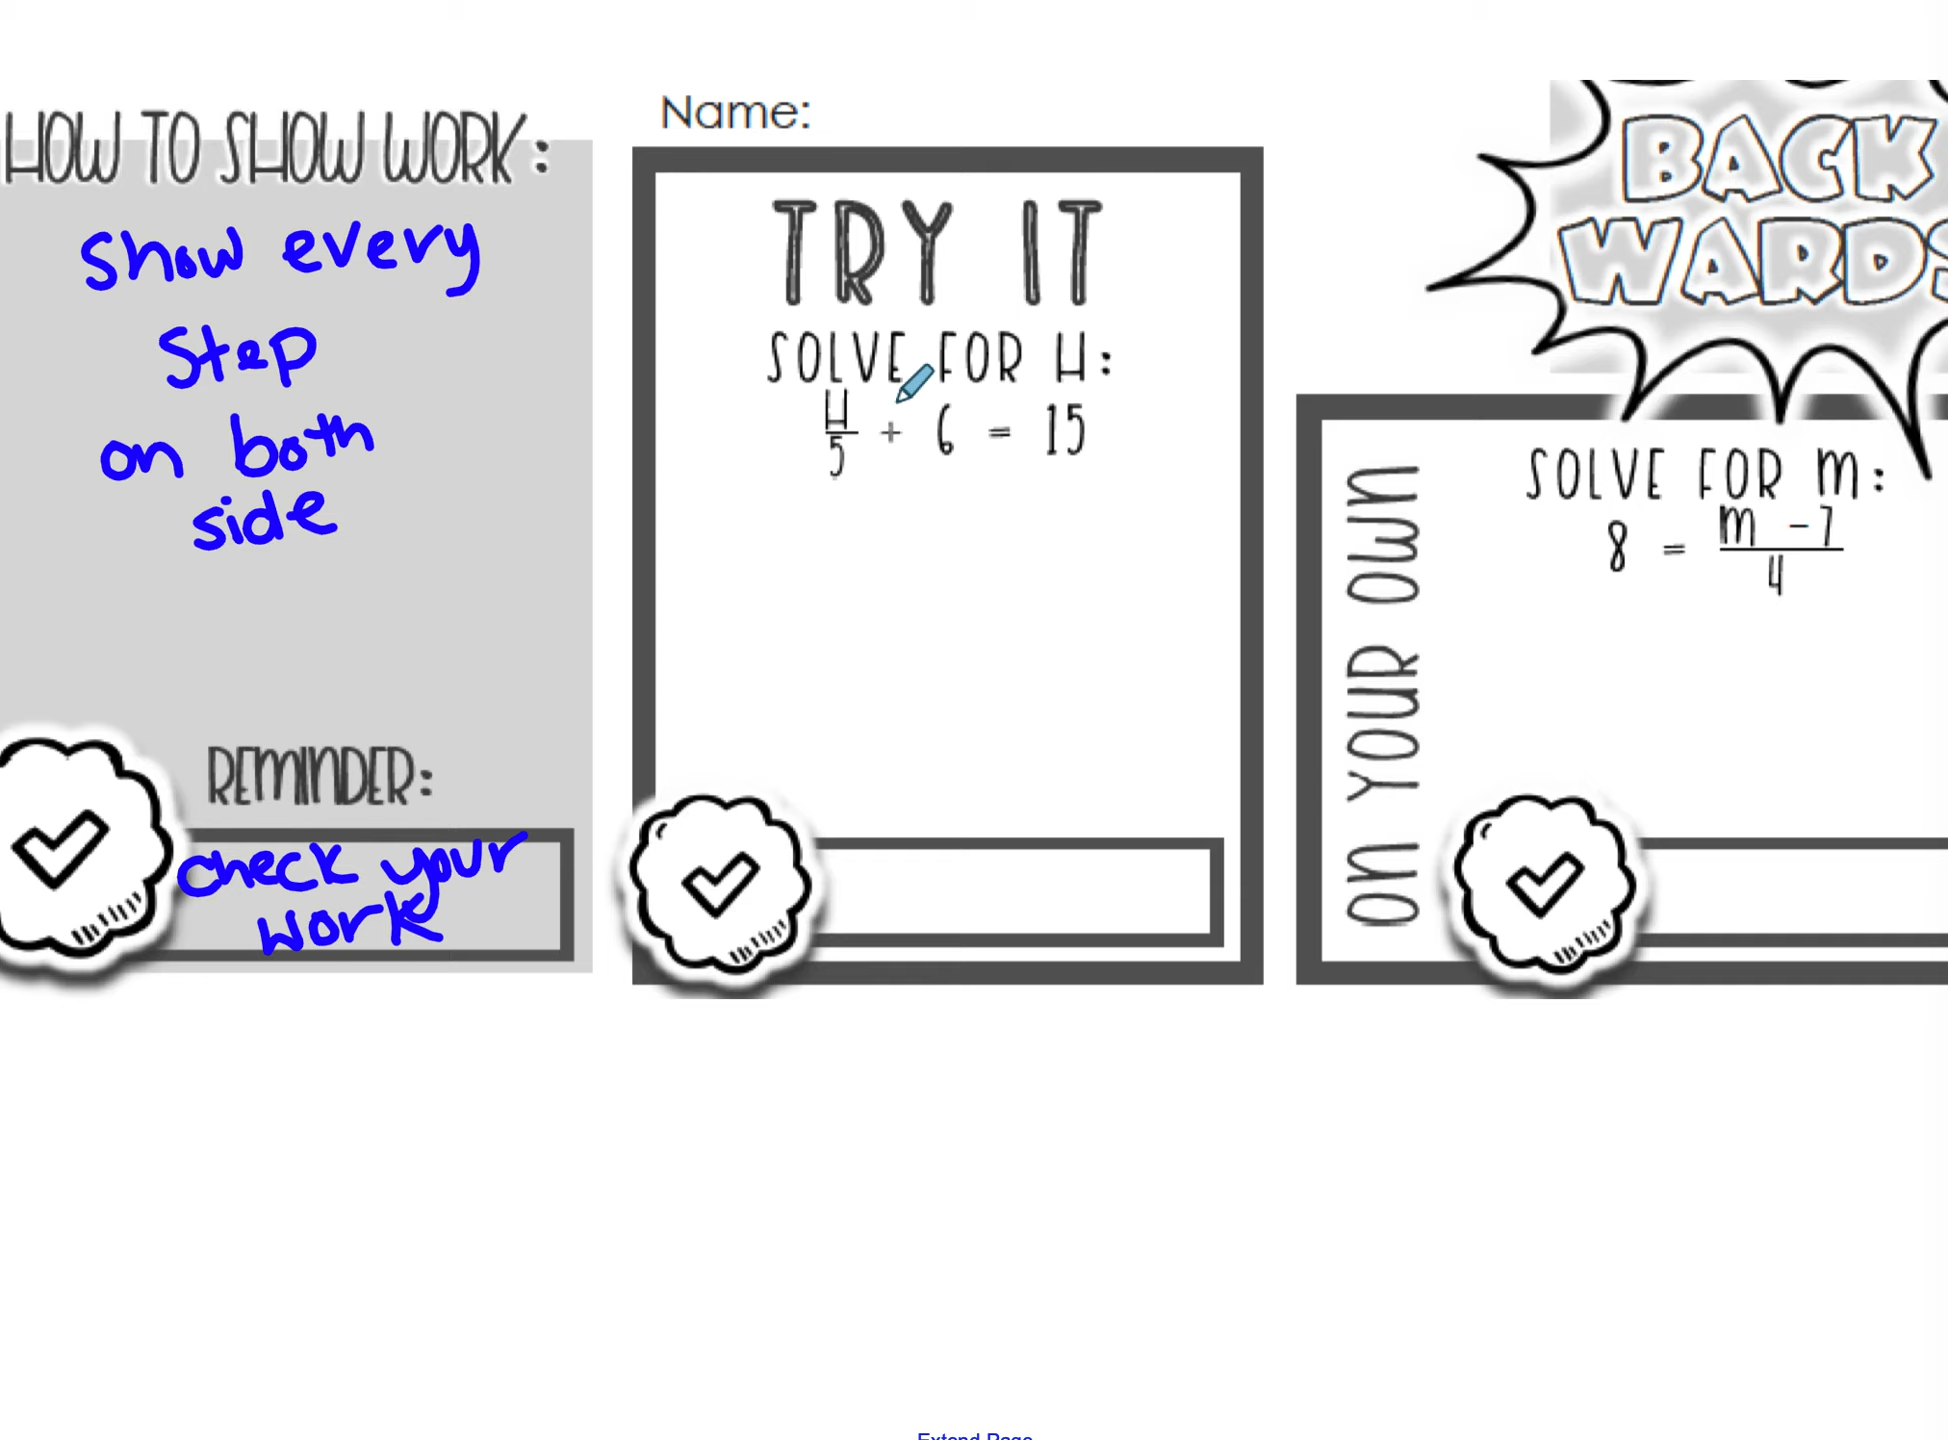 HOW TO SHOW WORK:
show every
step
on both
side
REMINDER:
check your
work
Name:
TRY IT
SOLVE FOR H:
H/5 + 6 = 15
BACK
WARDS
ON YOUR OWN
SOLVE FOR M:
8 = M - 7/4
Extend Page